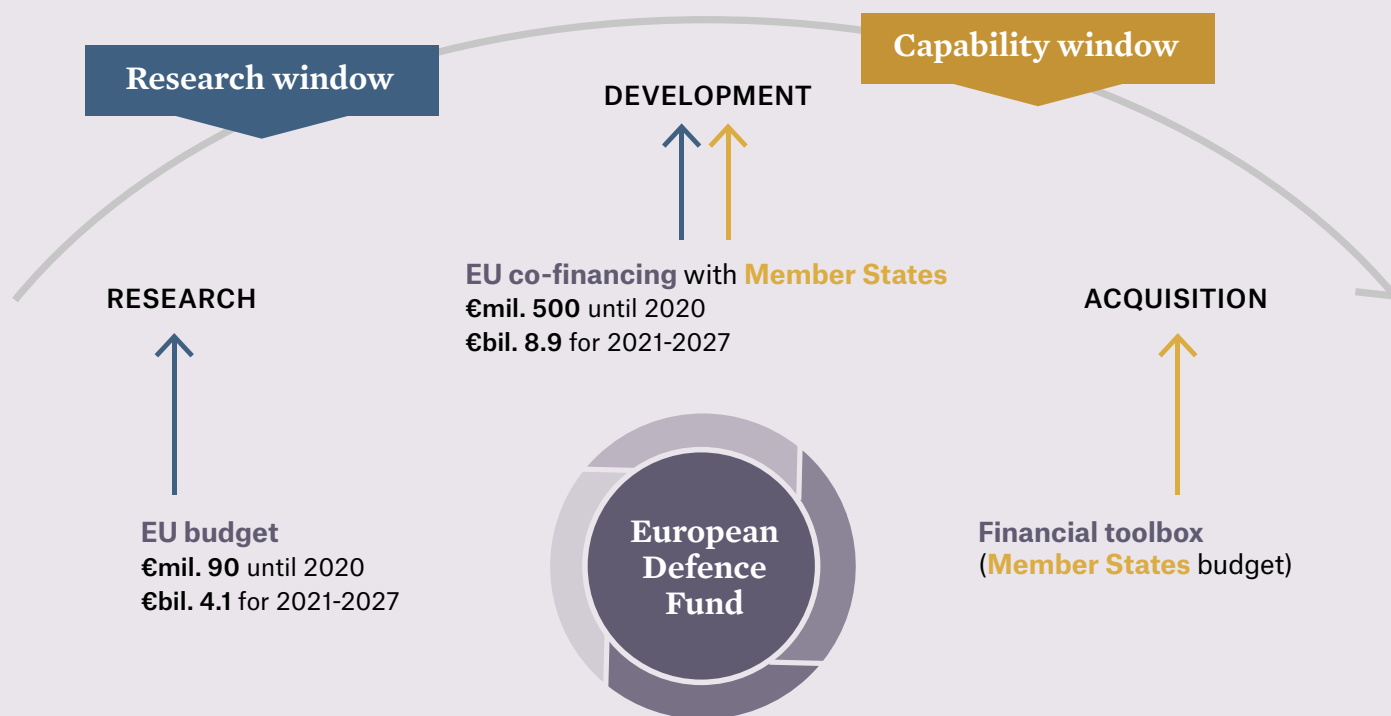 Research window
Capability window
DEVELOPMENT
EU co-financing with Member States
€mil. 500 until 2020
€bil. 8.9 for 2021-2027
RESEARCH
ACQUISITION
EU budget
€mil. 90 until 2020
€bil. 4.1 for 2021-2027
European
Defence
Fund
Financial toolbox
(Member States budget)